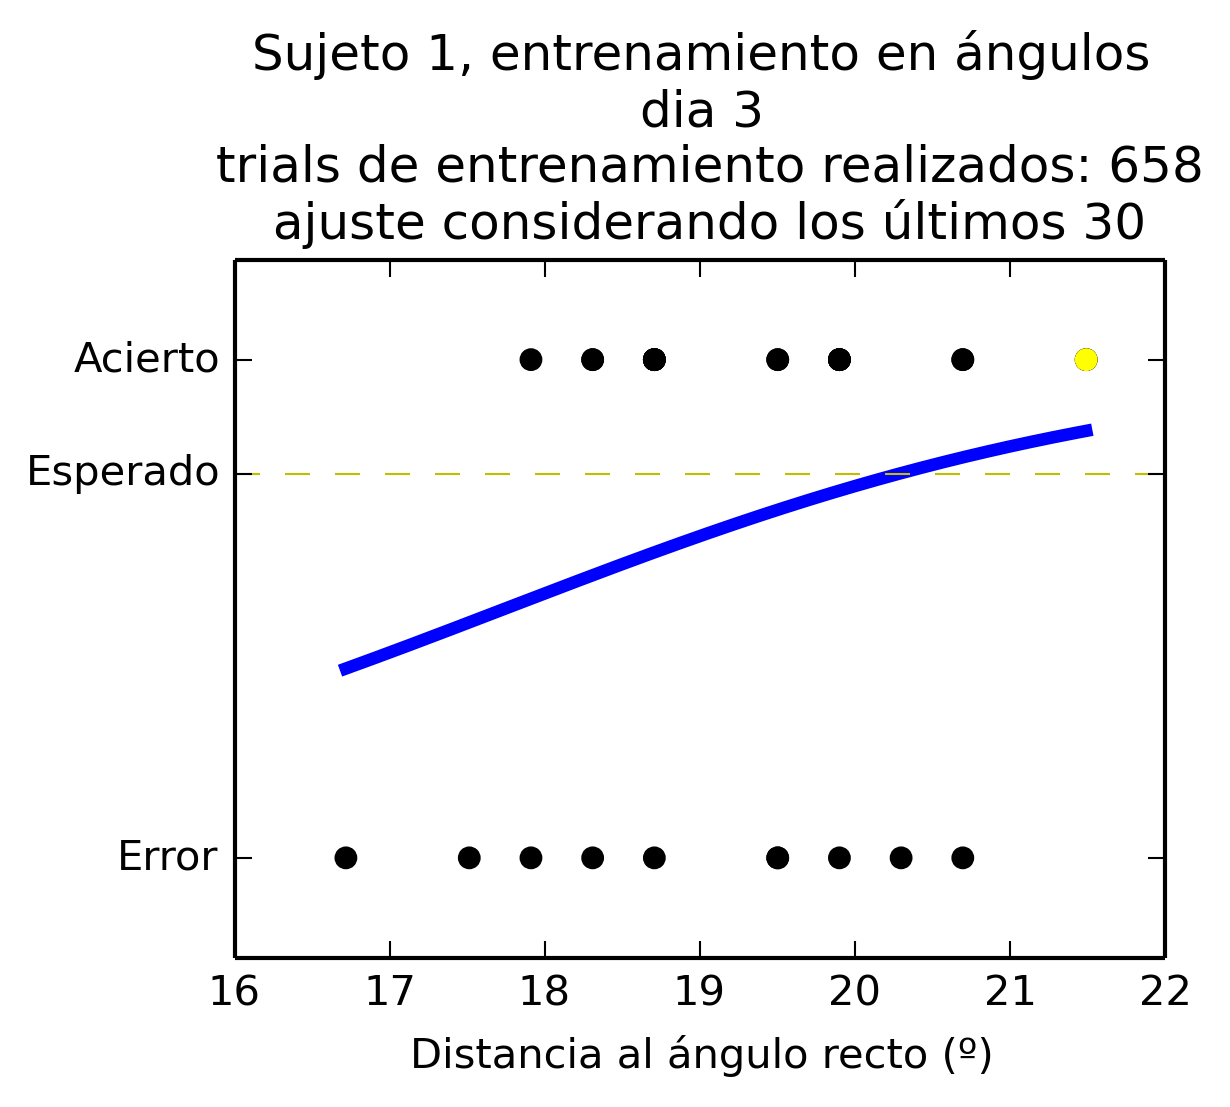 Sujeto 1, entrenamiento en ángulos
dia 3
trials de entrenamiento realizados: 658
ajuste considerando los últimos 30
Acierto
Esperado
Error
16 17 18 19 20 21 22
Distancia al ángulo recto (º)